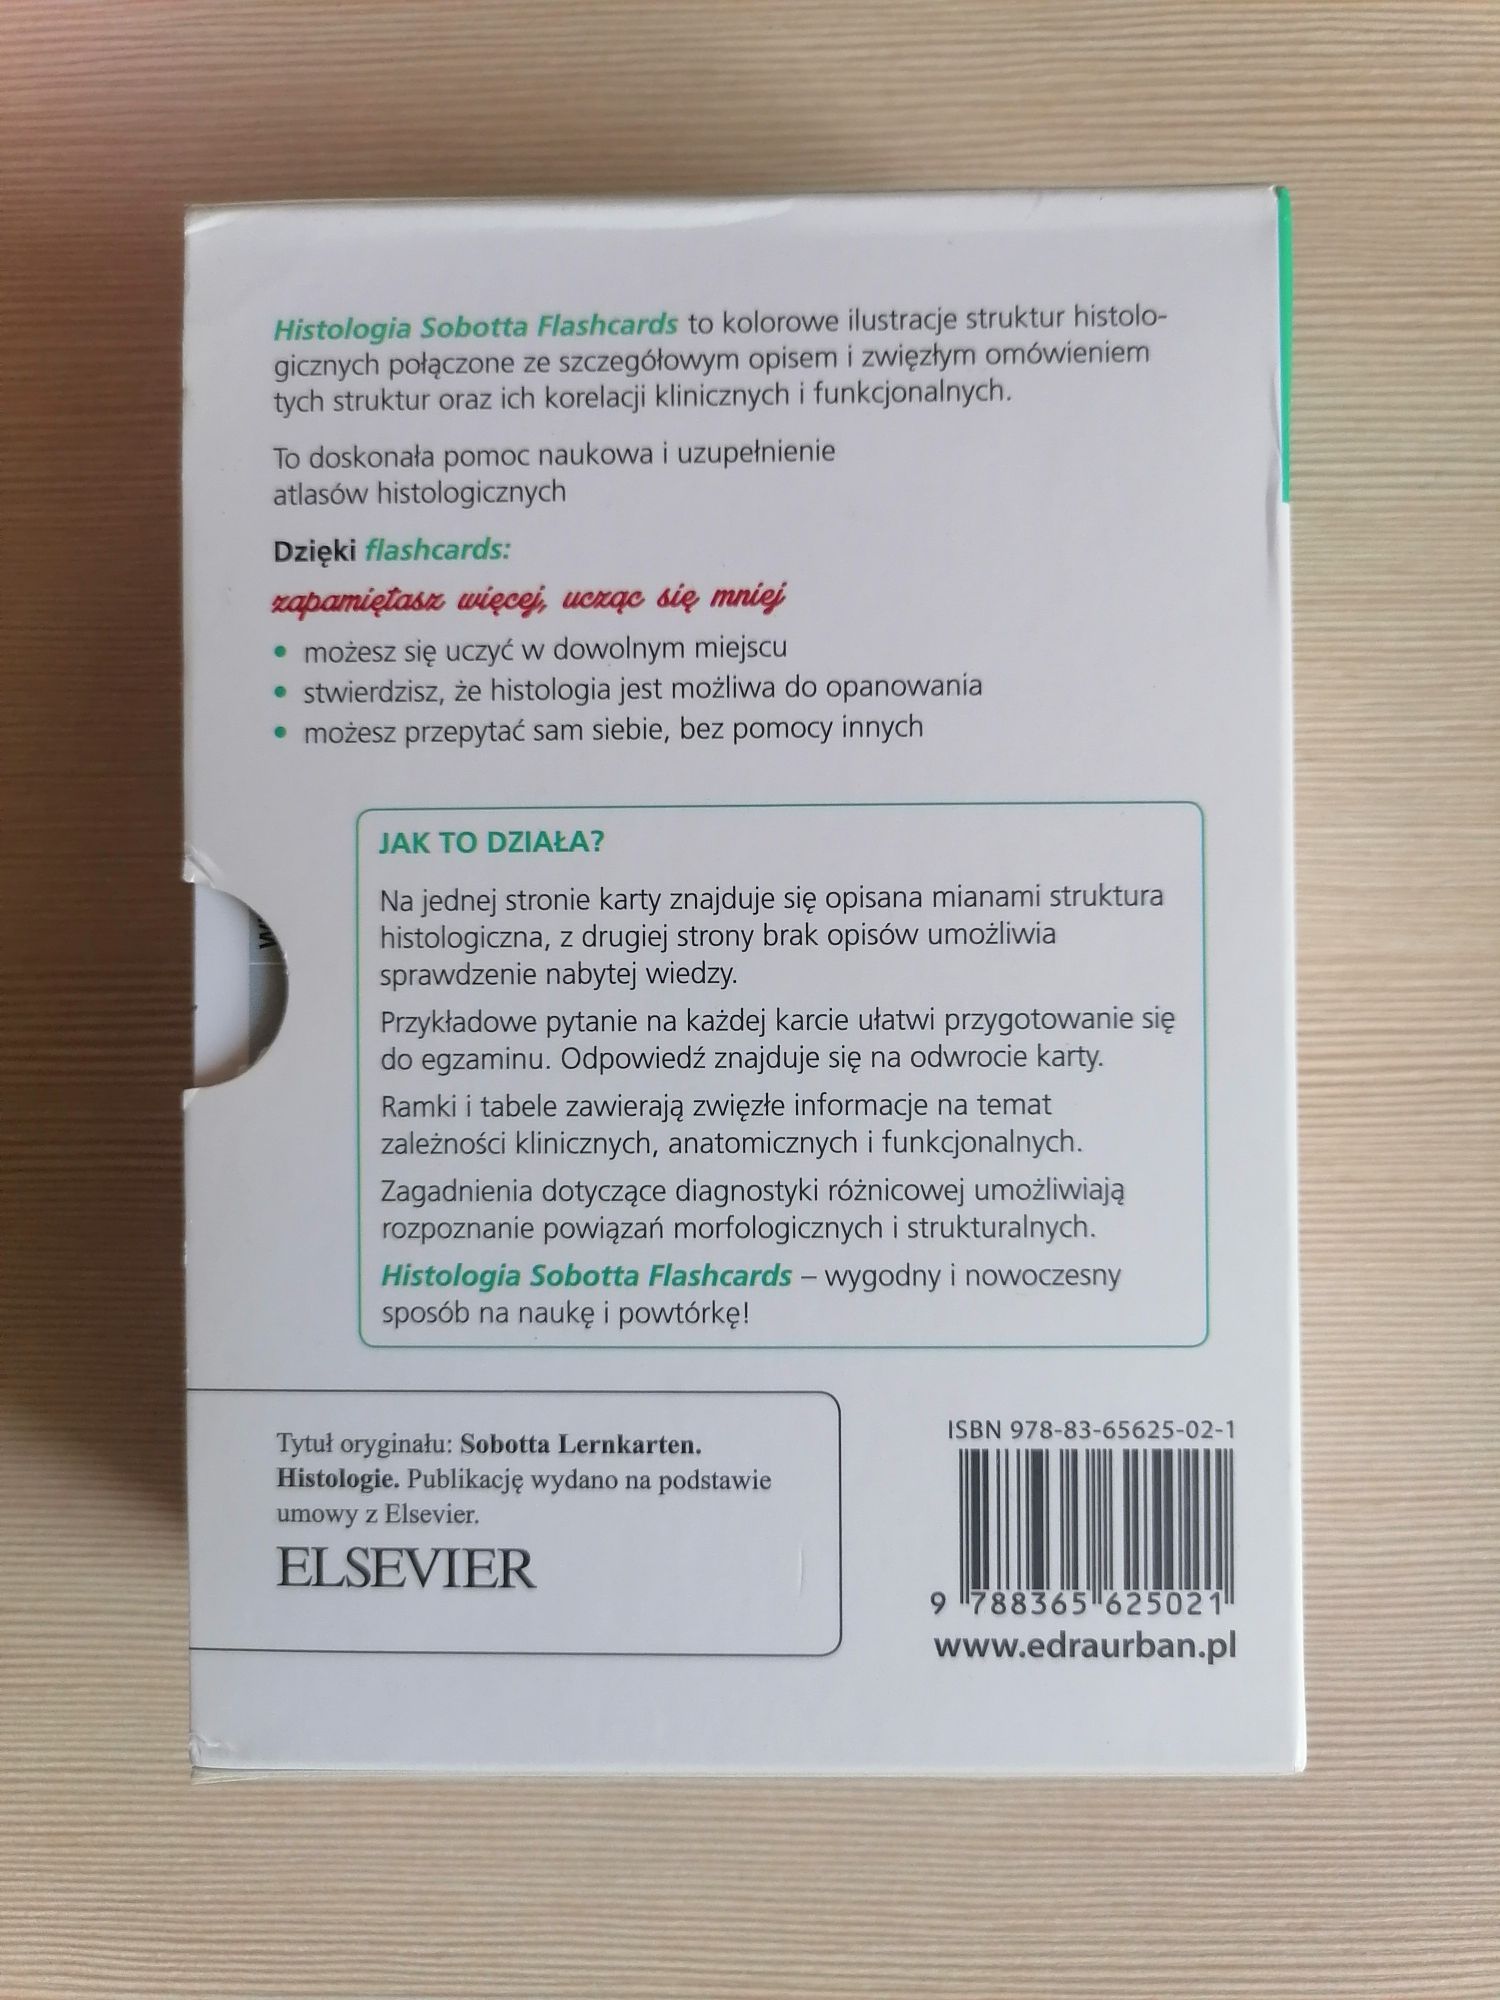 Histologia Sobotta Flashcards to kolorowe ilustracje struktur histolo-
gicznych połączone ze szczegółowym opisem i zwięzłym omówieniem
tych struktur oraz ich korelacji klinicznych i funkcjonalnych.
To doskonała pomoc naukowa i uzupełnienie
atlasów histologicznych
Dzięki flashcards:
zapamiętasz więcej, ucząc się mniej
• możesz się uczyć w dowolnym miejscu
• stwierdzisz, że histologia jest możliwa do opanowania
• możesz przepytać sam siebie, bez pomocy innych
JAK TO DZIAŁA?
Na jednej stronie karty znajduje się opisana mianami struktura
histologiczna, z drugiej strony brak opisów umożliwia
sprawdzenie nabytej wiedzy.
Przykładowe pytanie na każdej karcie ułatwi przygotowanie się
do egzaminu. Odpowiedź znajduje się na odwrocie karty.
Ramki i tabele zawierają zwięzłe informacje na temat
zależności klinicznych, anatomicznych i funkcjonalnych.
Zagadnienia dotyczące diagnostyki różnicowej umożliwiają
rozpoznanie powiązań morfologicznych i strukturalnych.
Histologia Sobotta Flashcards – wygodny i nowoczesny
sposób na naukę i powtórkę!
Tytuł oryginału: Sobotta Lernkarten.
Histologie. Publikację wydano na podstawie
umowy z Elsevier.
ELSEVIER
ISBN 978-83-65625-02-1
9 788365 625021
www.edraurban.pl